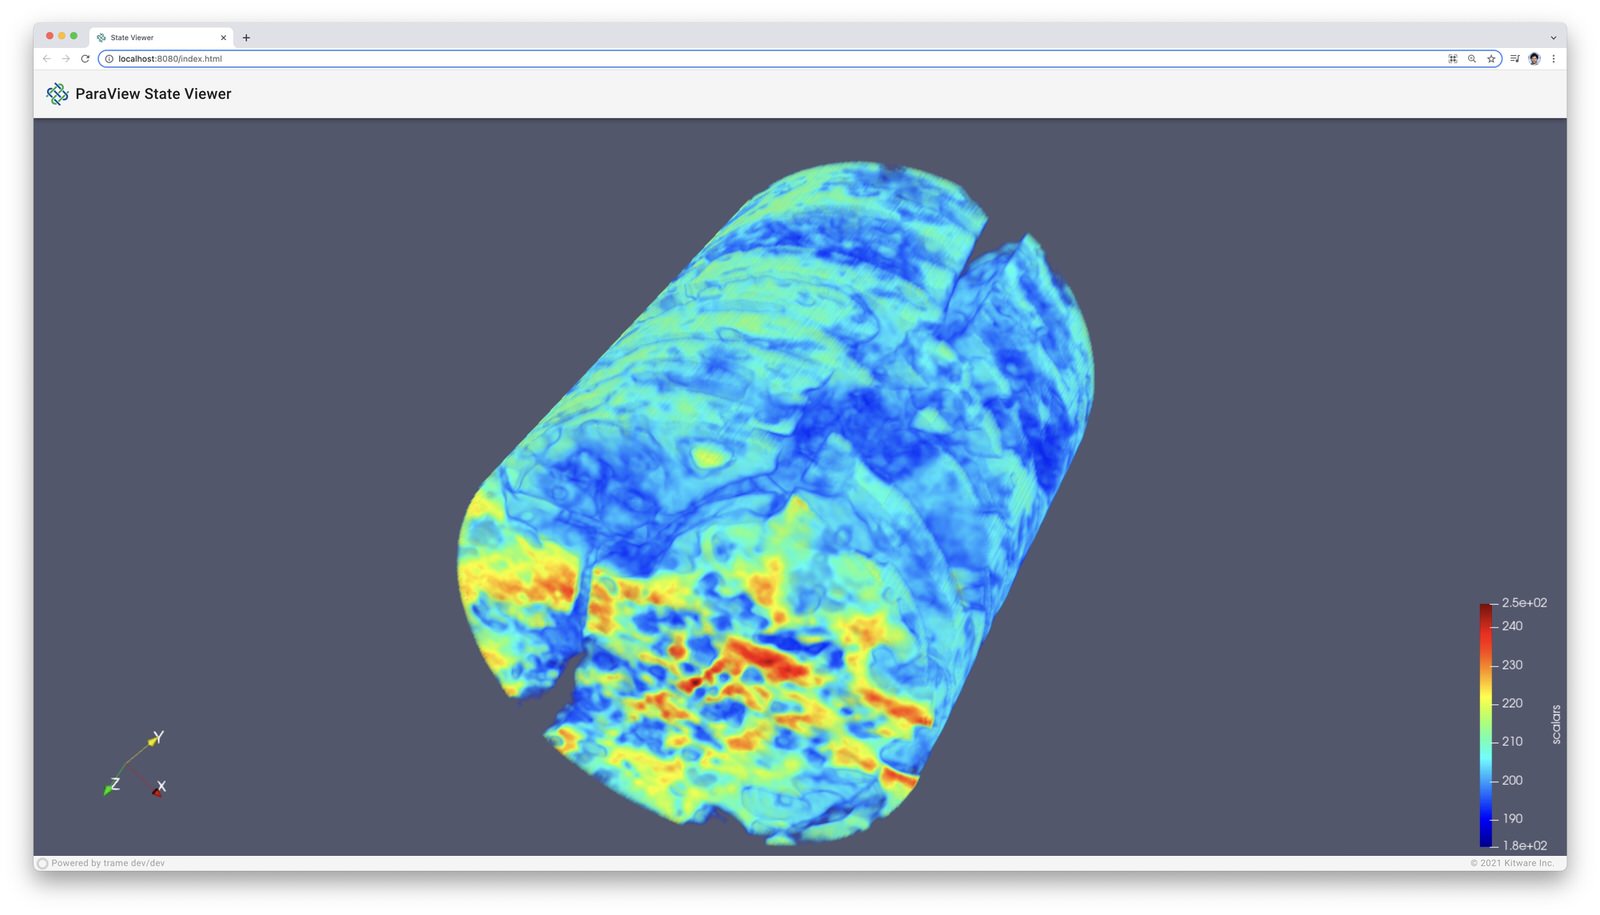 State Viewer
localhost:8080/index.html
ParaView State Viewer
2.5e+02
240
230
220
210
200
190
1.8e+02
scalars
Y
Z
X
Powered by trame dev/dev
© 2021 Kitware Inc.